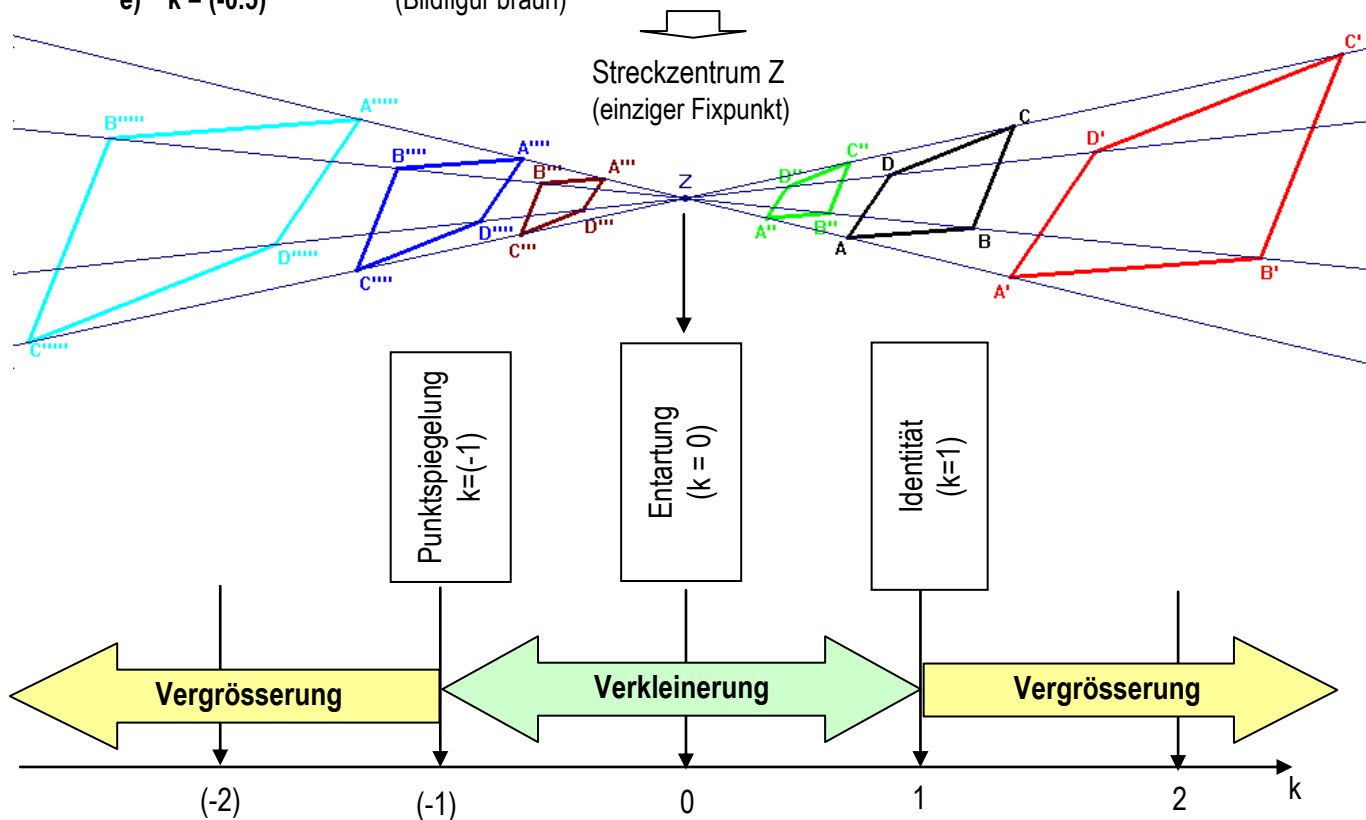 e) k = (-0.5) (Bildfigur braun)
Streckzentrum Z
(einziger Fixpunkt)
C'
A'''''
B'''''
C
D'
A''''
B''''
C''
D
A'''
B'''
D''
Z
D'''
A''
B''
D''''
B
A
C'''
D'''''
B'
C''''
A'
C'''''
Punktspiegelung
k=(-1)
Entartung
(k = 0)
Identität
(k=1)
Vergrösserung
Verkleinerung
Vergrösserung
(-2)
(-1)
0
1
2
k